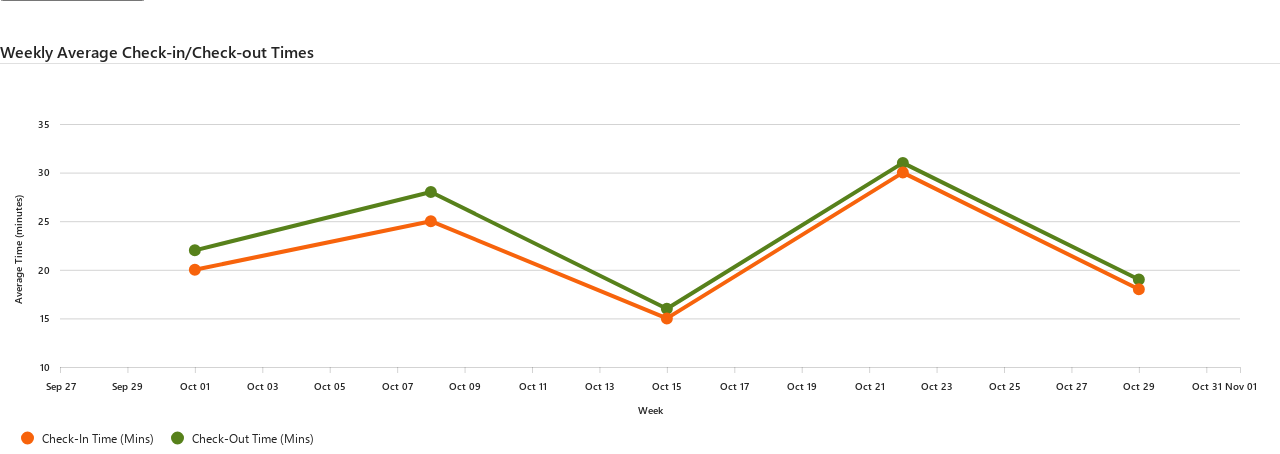 Weekly Average Check-in/Check-out Times
35
30
25
20
15
10
Average Time (minutes)
Sep 27 Sep 29 Oct 01 Oct 03 Oct 05 Oct 07 Oct 09 Oct 11 Oct 13 Oct 15 Oct 17 Oct 19 Oct 21 Oct 23 Oct 25 Oct 27 Oct 29 Oct 31 Nov 01
Week
Check-In Time (Mins) Check-Out Time (Mins)